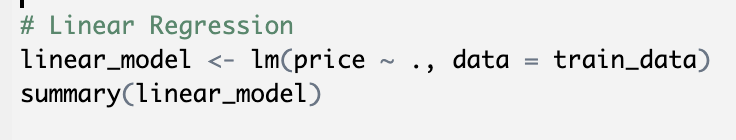 # Linear Regression
linear_model <- lm(price ~ ., data = train_data)
summary(linear_model)